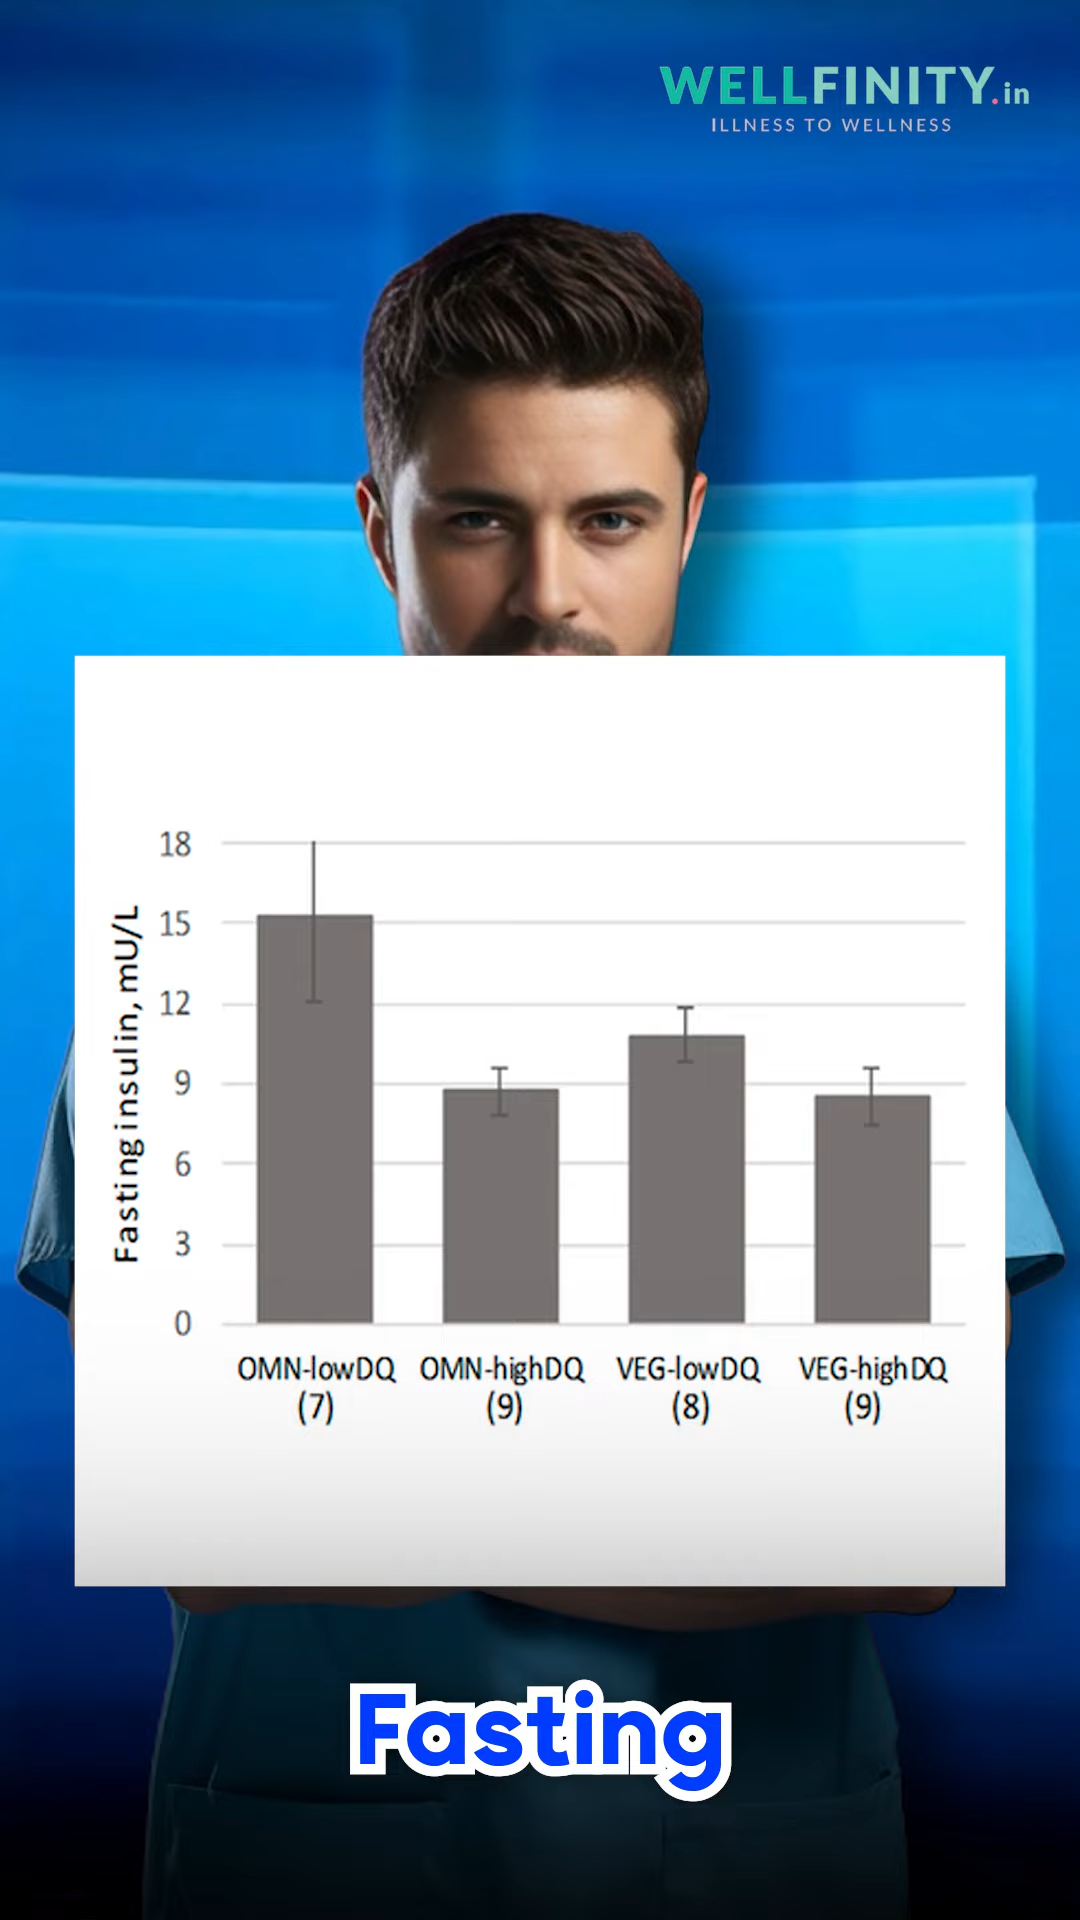 WELLFINITY.in
ILLNESS TO WELLNESS
Fasting insulin, mU/L
18
15
12
9
6
3
0
OMN-lowDQ OMN-highDQ VEG-lowDQ VEG-highDQ
(7) (9) (8) (9)
Fasting